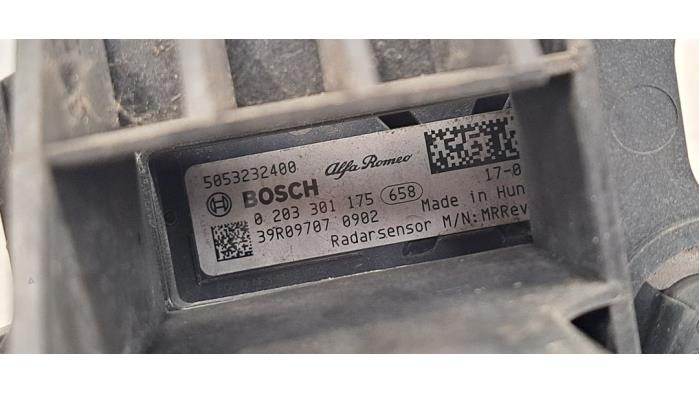 5053232400 Alfa Romeo
BOSCH 17-0
0 203 301 175 658 Made in Hun
39R09707 0902
Radarsensor M/N:MRRev